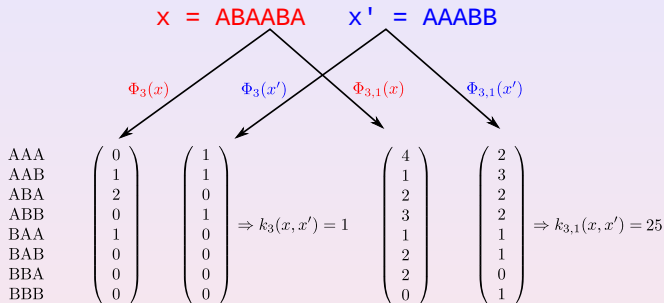 x = ABAABA x' = AAABB
Φ₃(x) Φ₃(x′) Φ₃,₁(x) Φ₃,₁(x′)
AAA 0 1 4 2
AAB 1 1 1 3
ABA 2 0 2 2
ABB 0 1 3 2
⇒ k₃(x, x′) = 1 ⇒ k₃,₁(x, x′) = 25
BAA 1 0 1 1
BAB 0 0 2 1
BBA 0 0 2 0
BBB 0 0 0 1